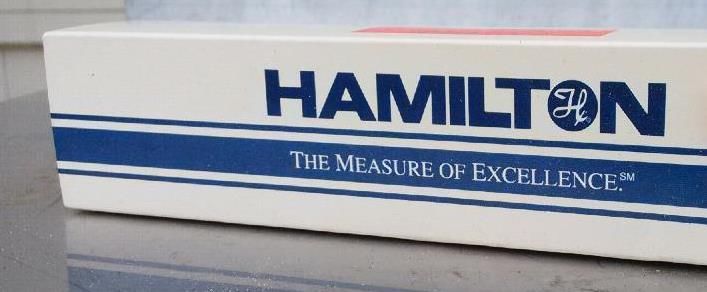 HAMILTON
THE MEASURE OF EXCELLENCE.℠